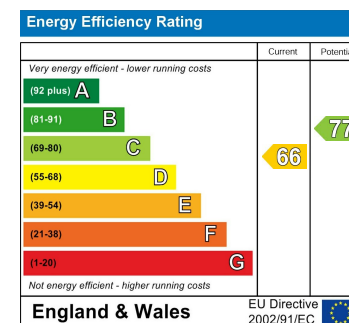 Energy Efficiency Rating
Current
Potentia
Very energy efficient - lower running costs
(92 plus) A
(81-91) B
(69-80) C
(55-68) D
(39-54) E
(21-38) F
(1-20) G
66
77
Not energy efficient - higher running costs
England & Wales
EU Directive
2002/91/EC